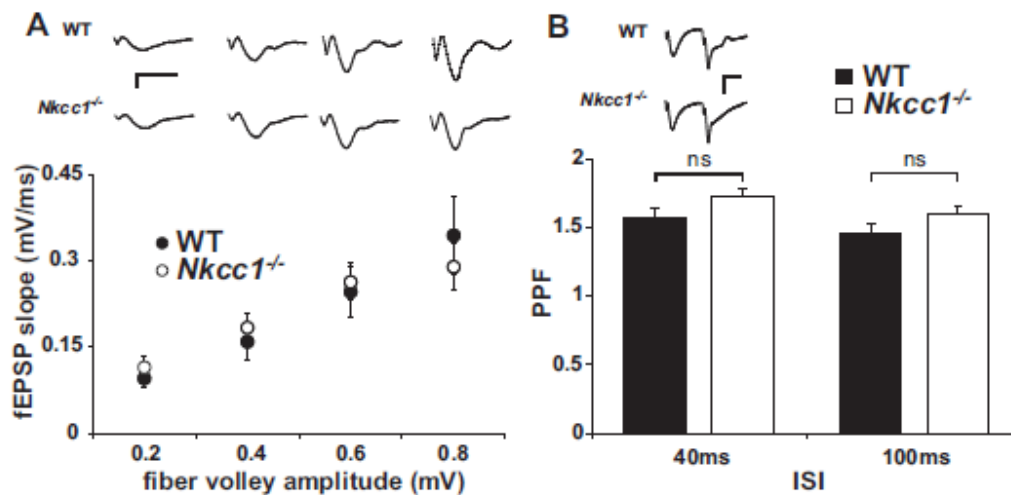 A
WT
Nkcc1-/-
fEPSP slope (mV/ms)
0.45
0.3
0.15
0
WT
Nkcc1-/-
0.2 0.4 0.6 0.8
fiber volley amplitude (mV)
B
WT
Nkcc1-/-
WT
Nkcc1-/-
PPF
2
1.5
1
0.5
0
ns ns
40ms 100ms
ISI